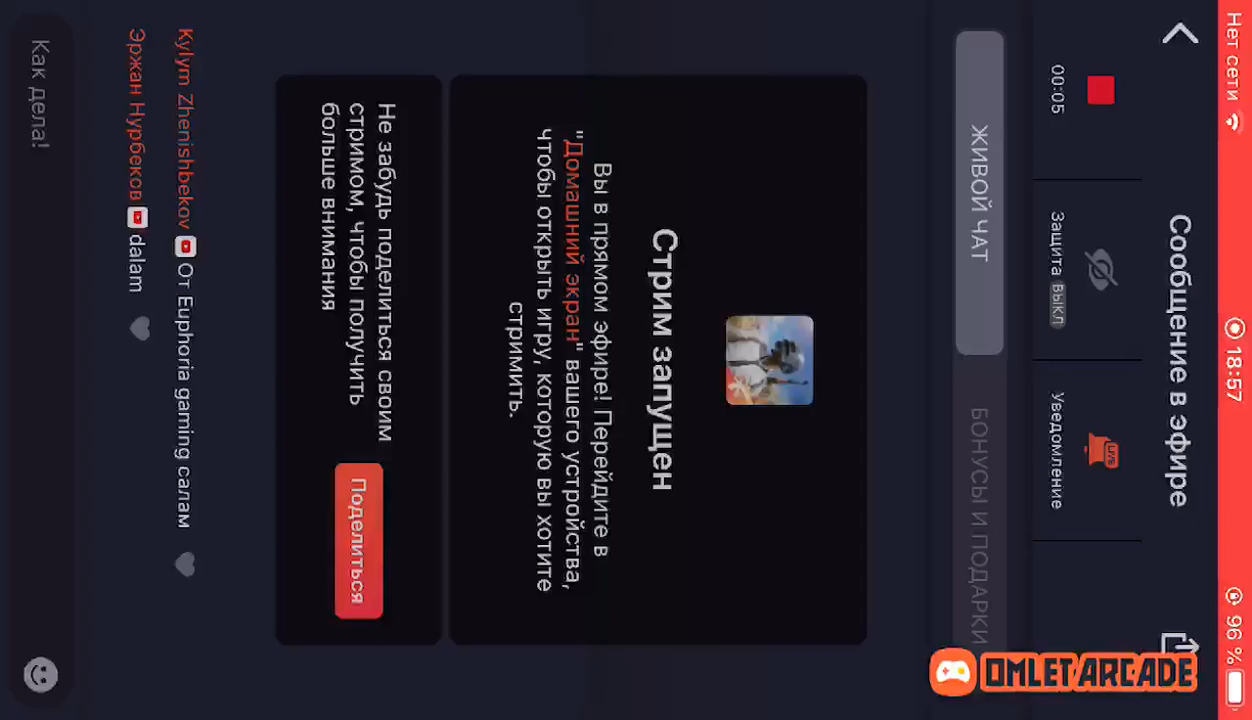 Нет сети 18:57 96 %
Сообщение в эфире
00:05
Защита ВЫКЛ
LIVE
Уведомление
ЖИВОЙ ЧАТ
БОНУСЫ И ПОДАРКИ
Стрим запущен
Вы в прямом эфире! Перейдите в
"Домашний экран" вашего устройства,
чтобы открыть игру, которую вы хотите
стримить.
Не забудь поделиться своим
стримом, чтобы получить
больше внимания
Поделиться
Kylym Zhenishbekov От Euphoria gaming салам
Эржан Нурбеков dalam
Как дела!
OMLET ARCADE